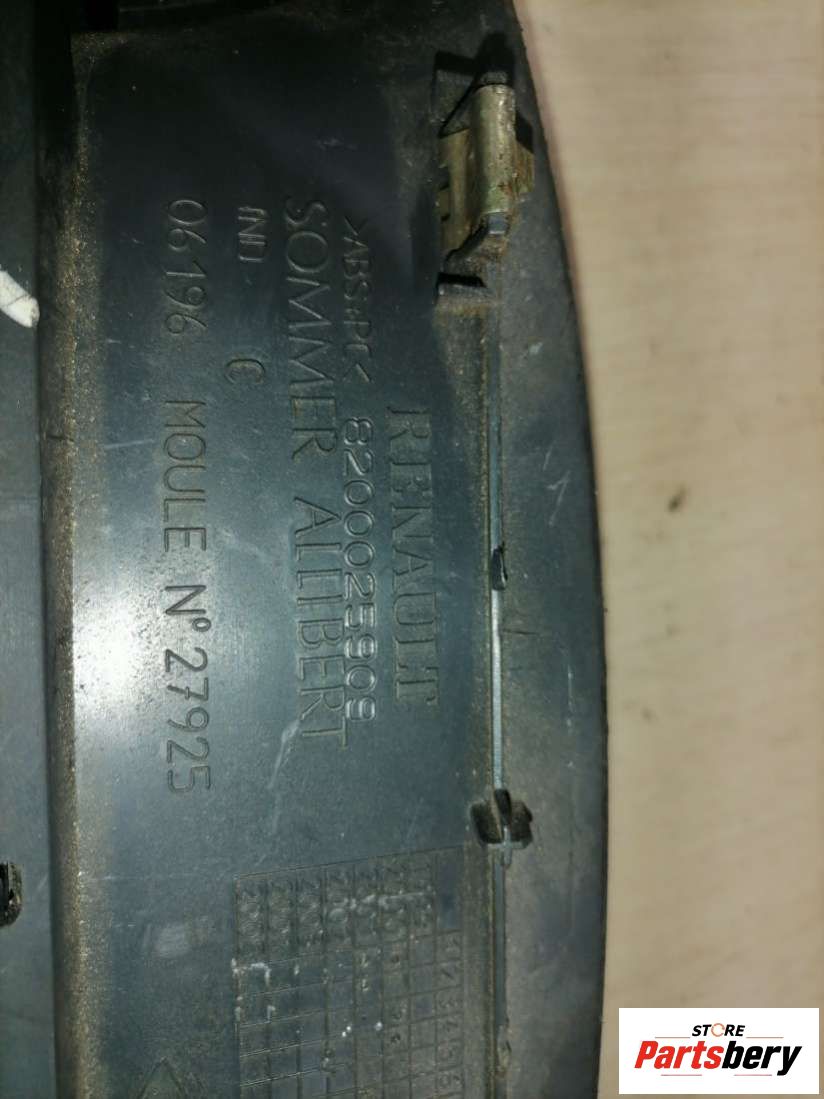 RENAULT
>ABS+PC< 8200025909
SOMMER ALLIBERT
IND C
06196 MOULE N°27925
STORE
Partsbery